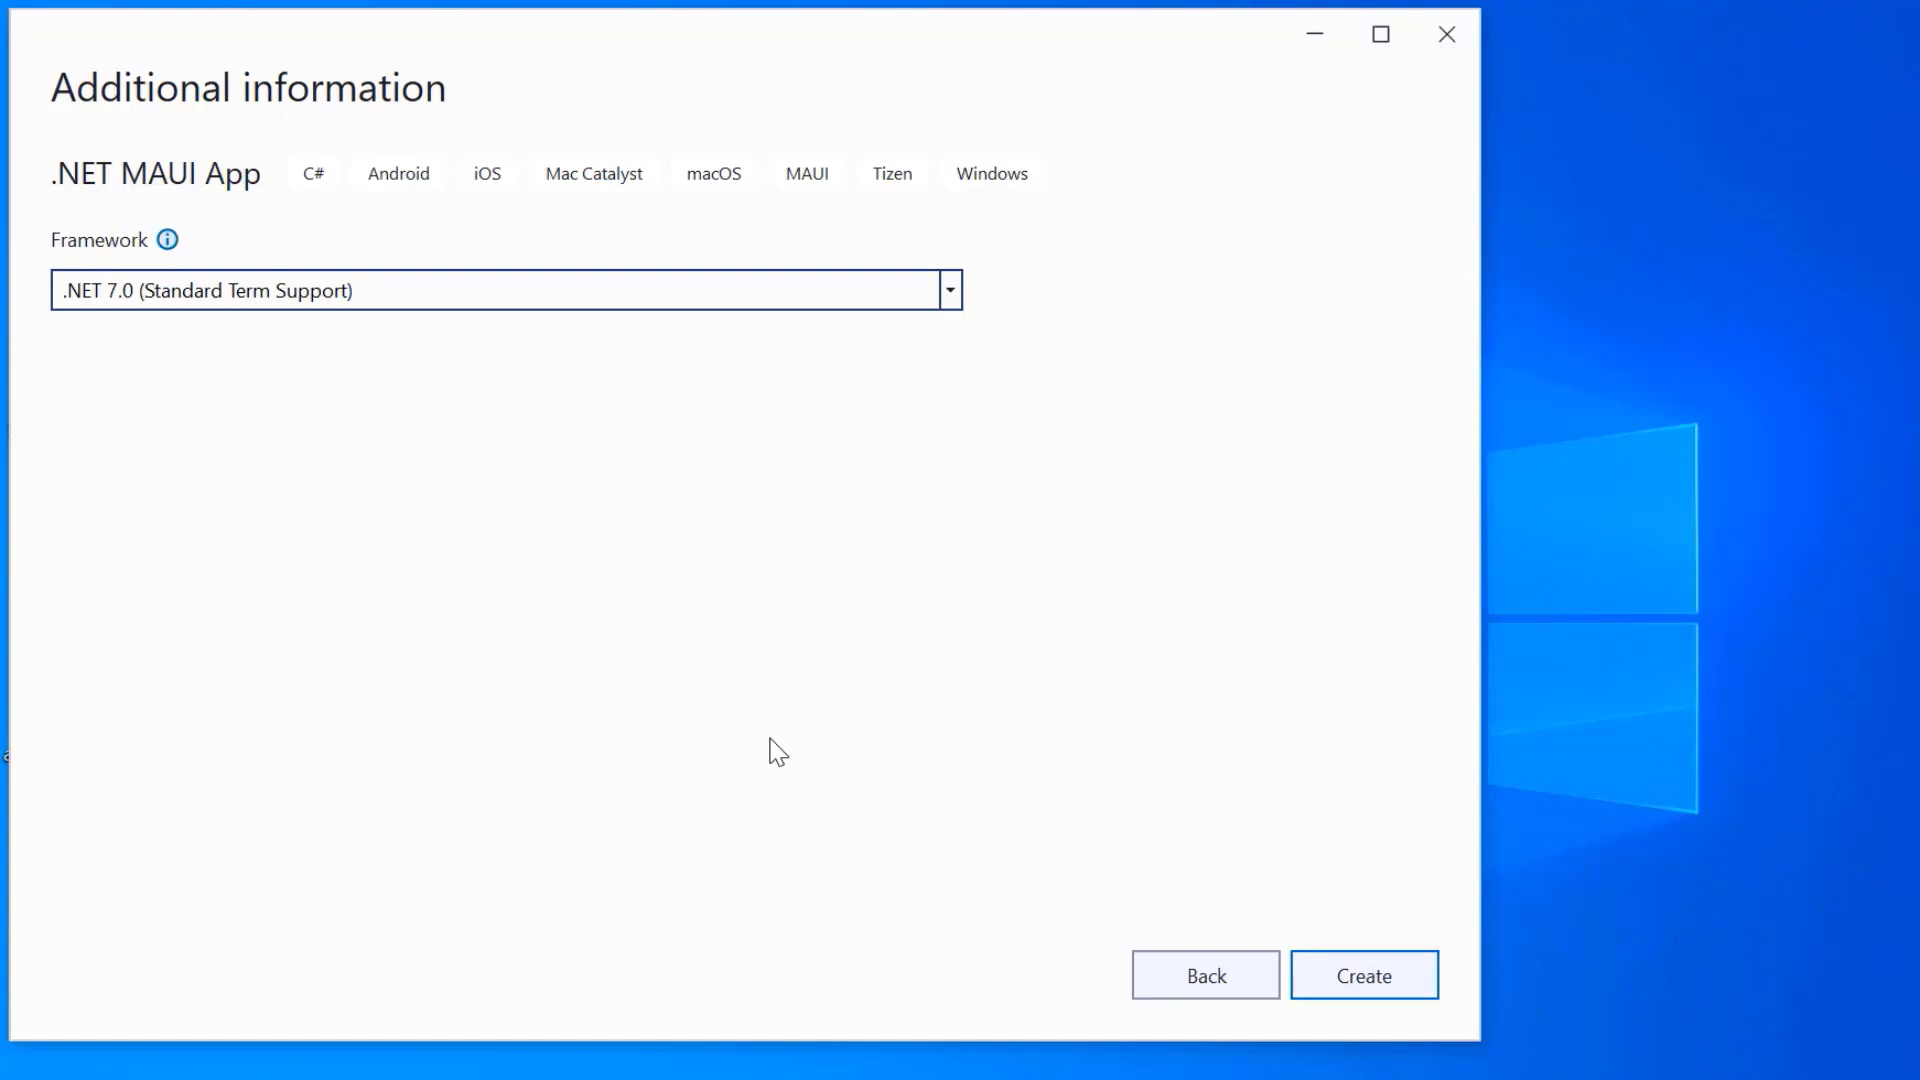 Additional information
.NET MAUI App C# Android iOS Mac Catalyst macOS MAUI Tizen Windows
Framework
.NET 7.0 (Standard Term Support)
Back Create